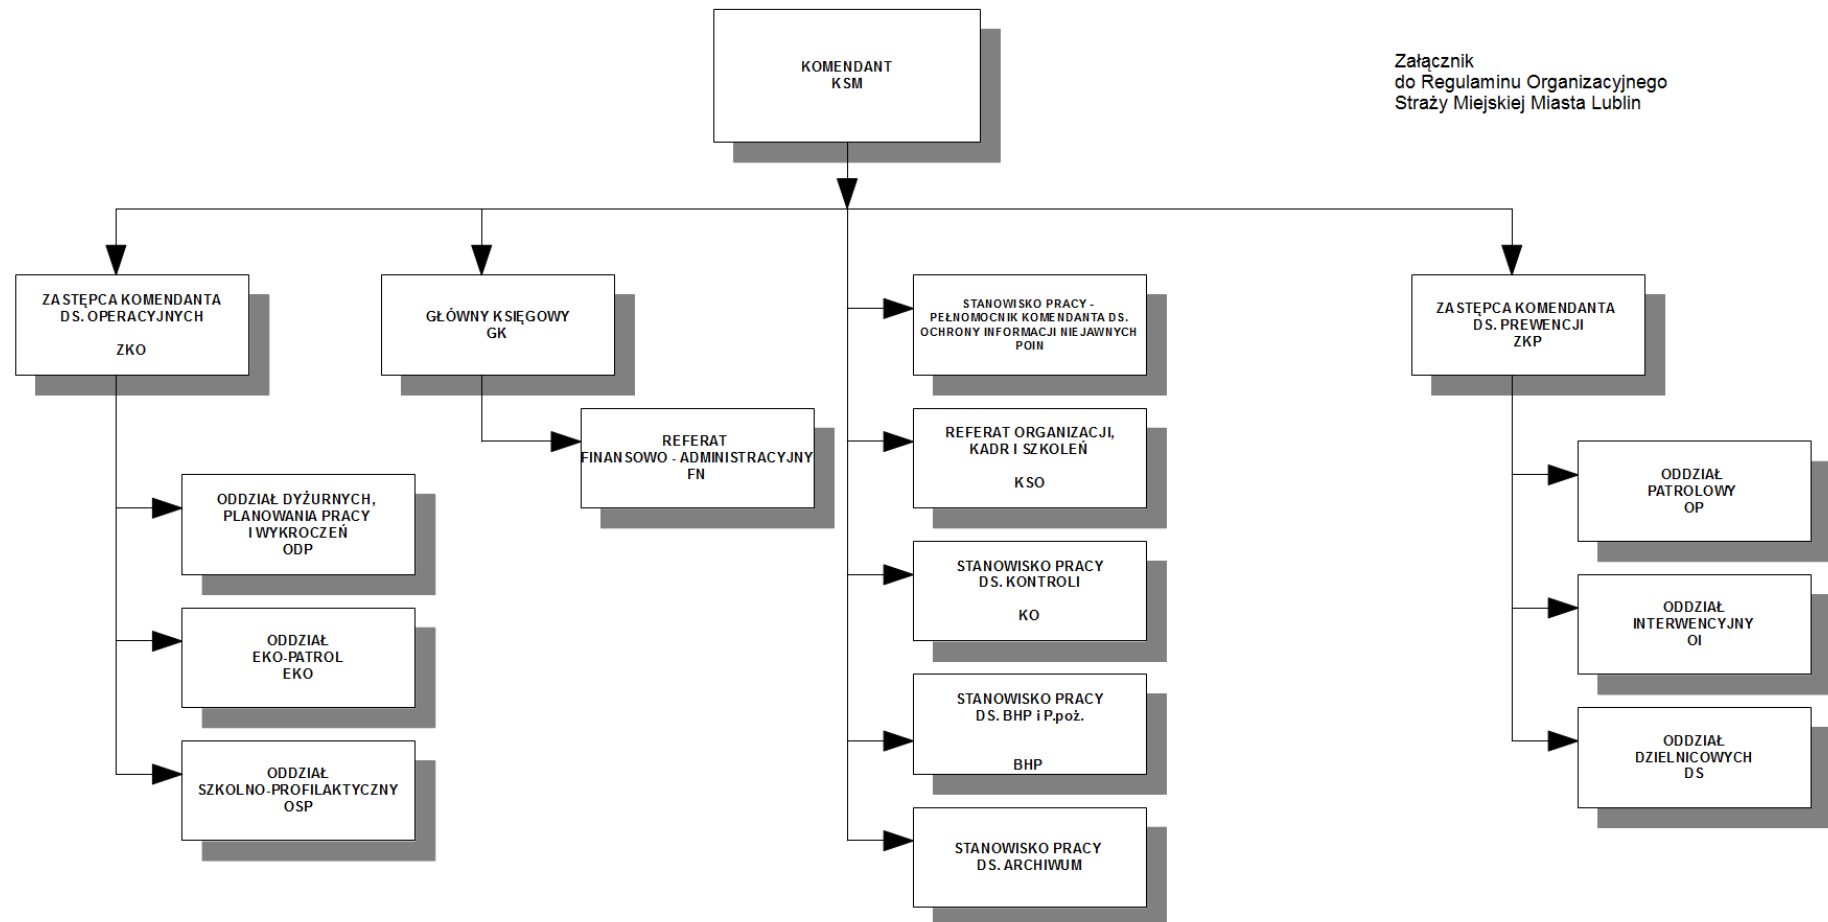 KOMENDANT
KSM
Załącznik
do Regulaminu Organizacyjnego
Straży Miejskiej Miasta Lublin
ZASTĘPCA KOMENDANTA
DS. OPERACYJNYCH
ZKO
GŁÓWNY KSIĘGOWY
GK
STANOWISKO PRACY -
PEŁNOMOCNIK KOMENDANTA DS.
OCHRONY INFORMACJI NIEJAWNYCH
POIN
ZASTĘPCA KOMENDANTA
DS. PREWENCJI
ZKP
REFERAT
FINANSOWO - ADMINISTRACYJNY
FN
REFERAT ORGANIZACJI,
KADR I SZKOLEŃ
KSO
ODDZIAŁ DYŻURNYCH,
PLANOWANIA PRACY
I WYKROCZEŃ
ODP
ODDZIAŁ
PATROLOWY
OP
STANOWISKO PRACY
DS. KONTROLI
KO
ODDZIAŁ
EKO-PATROL
EKO
ODDZIAŁ
INTERWENCYJNY
OI
STANOWISKO PRACY
DS. BHP i P.poż.
BHP
ODDZIAŁ
SZKOLNO-PROFILAKTYCZNY
OSP
ODDZIAŁ
DZIELNICOWYCH
DS
STANOWISKO PRACY
DS. ARCHIWUM